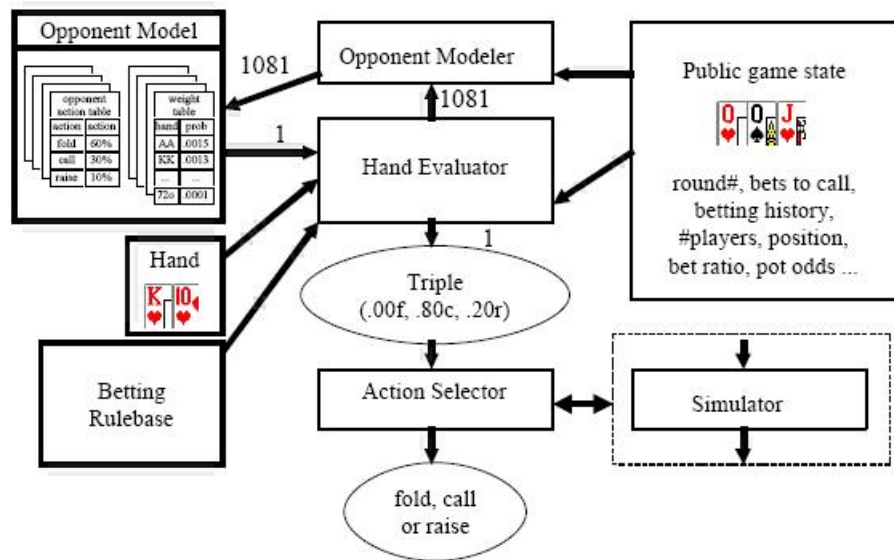 Opponent Model
opponent
action table
action action
fold 60%
call 30%
raise 10%
weight
table
hand prob
AA .0015
KK .0013
... ...
72o .0001
1081
Opponent Modeler
1081
1
Hand Evaluator
Public game state
Q Q J
round#, bets to call,
betting history,
#players, position,
bet ratio, pot odds ...
Hand
K 10
1
Triple
(.00f, .80c, .20r)
Betting
Rulebase
Action Selector
Simulator
fold, call
or raise